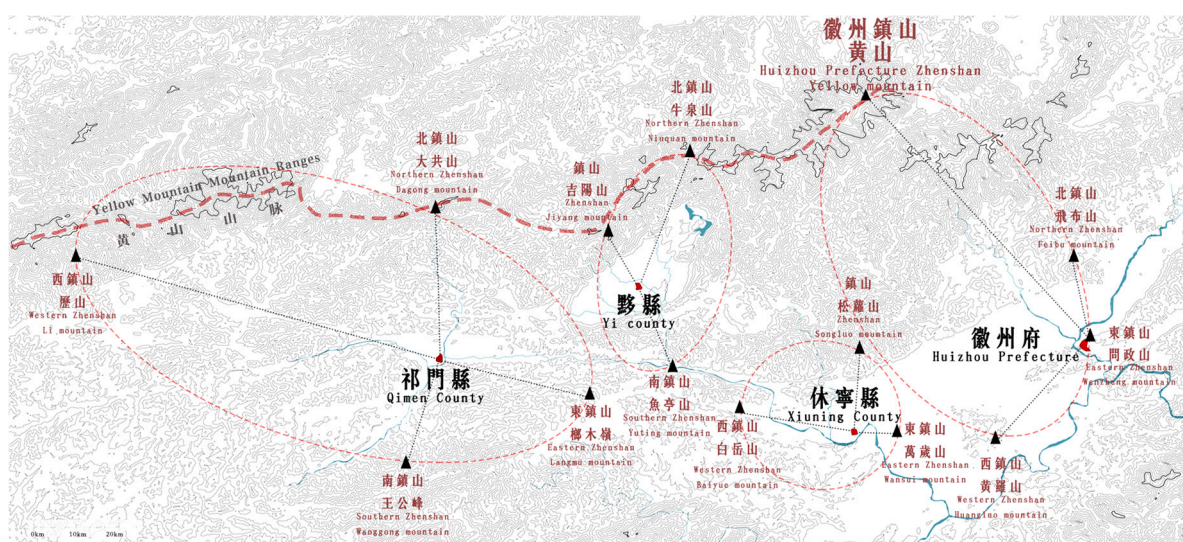 徽州鎮山
黄山
Huizhou Prefecture Zhenshan
Yellow mountain
北鎮山
牛泉山
Northern Zhenshan
Niuquan mountain
北鎮山
大共山
Northern Zhenshan
Dagong mountain
鎮山
吉陽山
Zhenshan
Jiyang mountain
Yellow Mountain Mountain Ranges
黄山山脉
西鎮山
歷山
Western Zhenshan
Li mountain
北鎮山
飛布山
Northern Zhenshan
Feibu mountain
黟縣
Yi county
鎮山
松蘿山
Zhenshan
Songluo mountain
徽州府
Huizhou Prefecture
東鎮山
問政山
Eastern Zhenshan
Wenzheng mountain
祁門縣
Qimen County
南鎮山
魚亭山
Southern Zhenshan
Yuting mountain
休寧縣
Xiuning County
東鎮山
榔木嶺
Eastern Zhenshan
Langmu mountain
西鎮山
白岳山
Western Zhenshan
Baiyue mountain
東鎮山
萬歲山
Eastern Zhenshan
Wansui mountain
西鎮山
黄羅山
Western Zhenshan
Huangluo mountain
南鎮山
王公峰
Southern Zhenshan
Wanggong mountain
0km 10km 20km